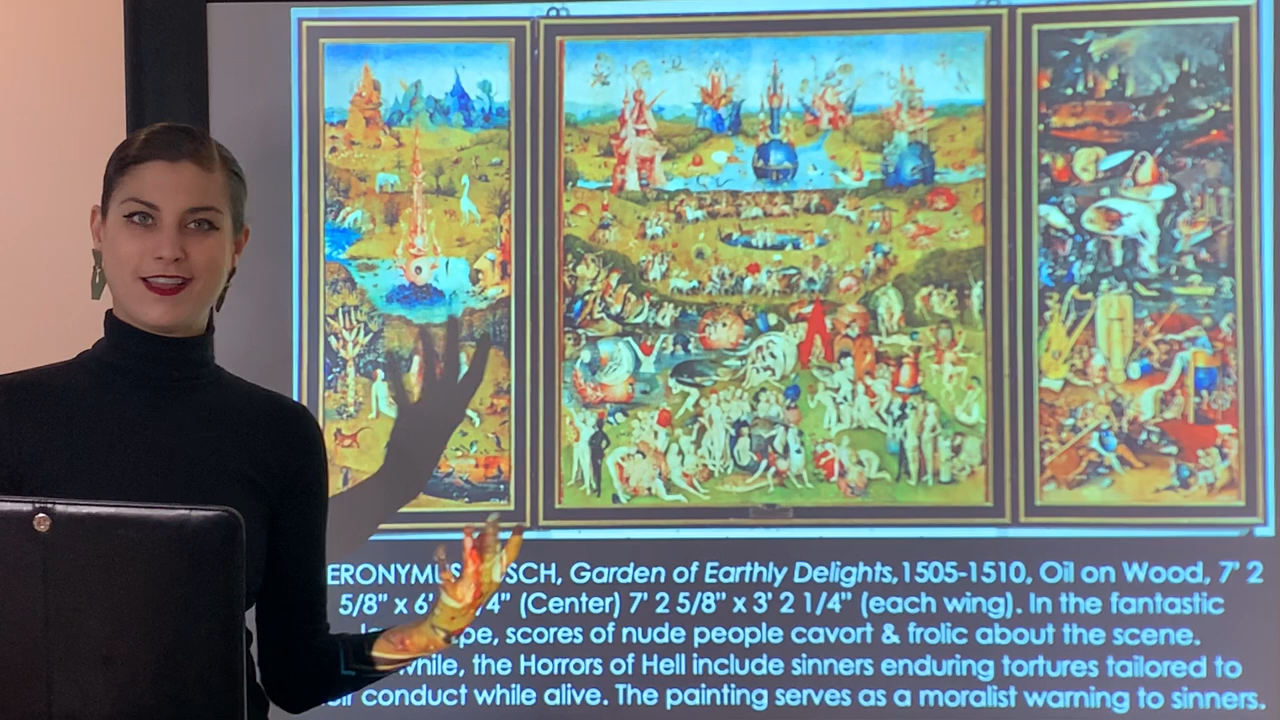 ERONYMUS SCH, Garden of Earthly Delights,1505-1510, Oil on Wood, 7' 2
5/8" x 6' /4" (Center) 7' 2 5/8" x 3' 2 1/4" (each wing). In the fantastic
pe, scores of nude people cavort & frolic about the scene.
while, the Horrors of Hell include sinners enduring tortures tailored to
conduct while alive. The painting serves as a moralist warning to sinners.